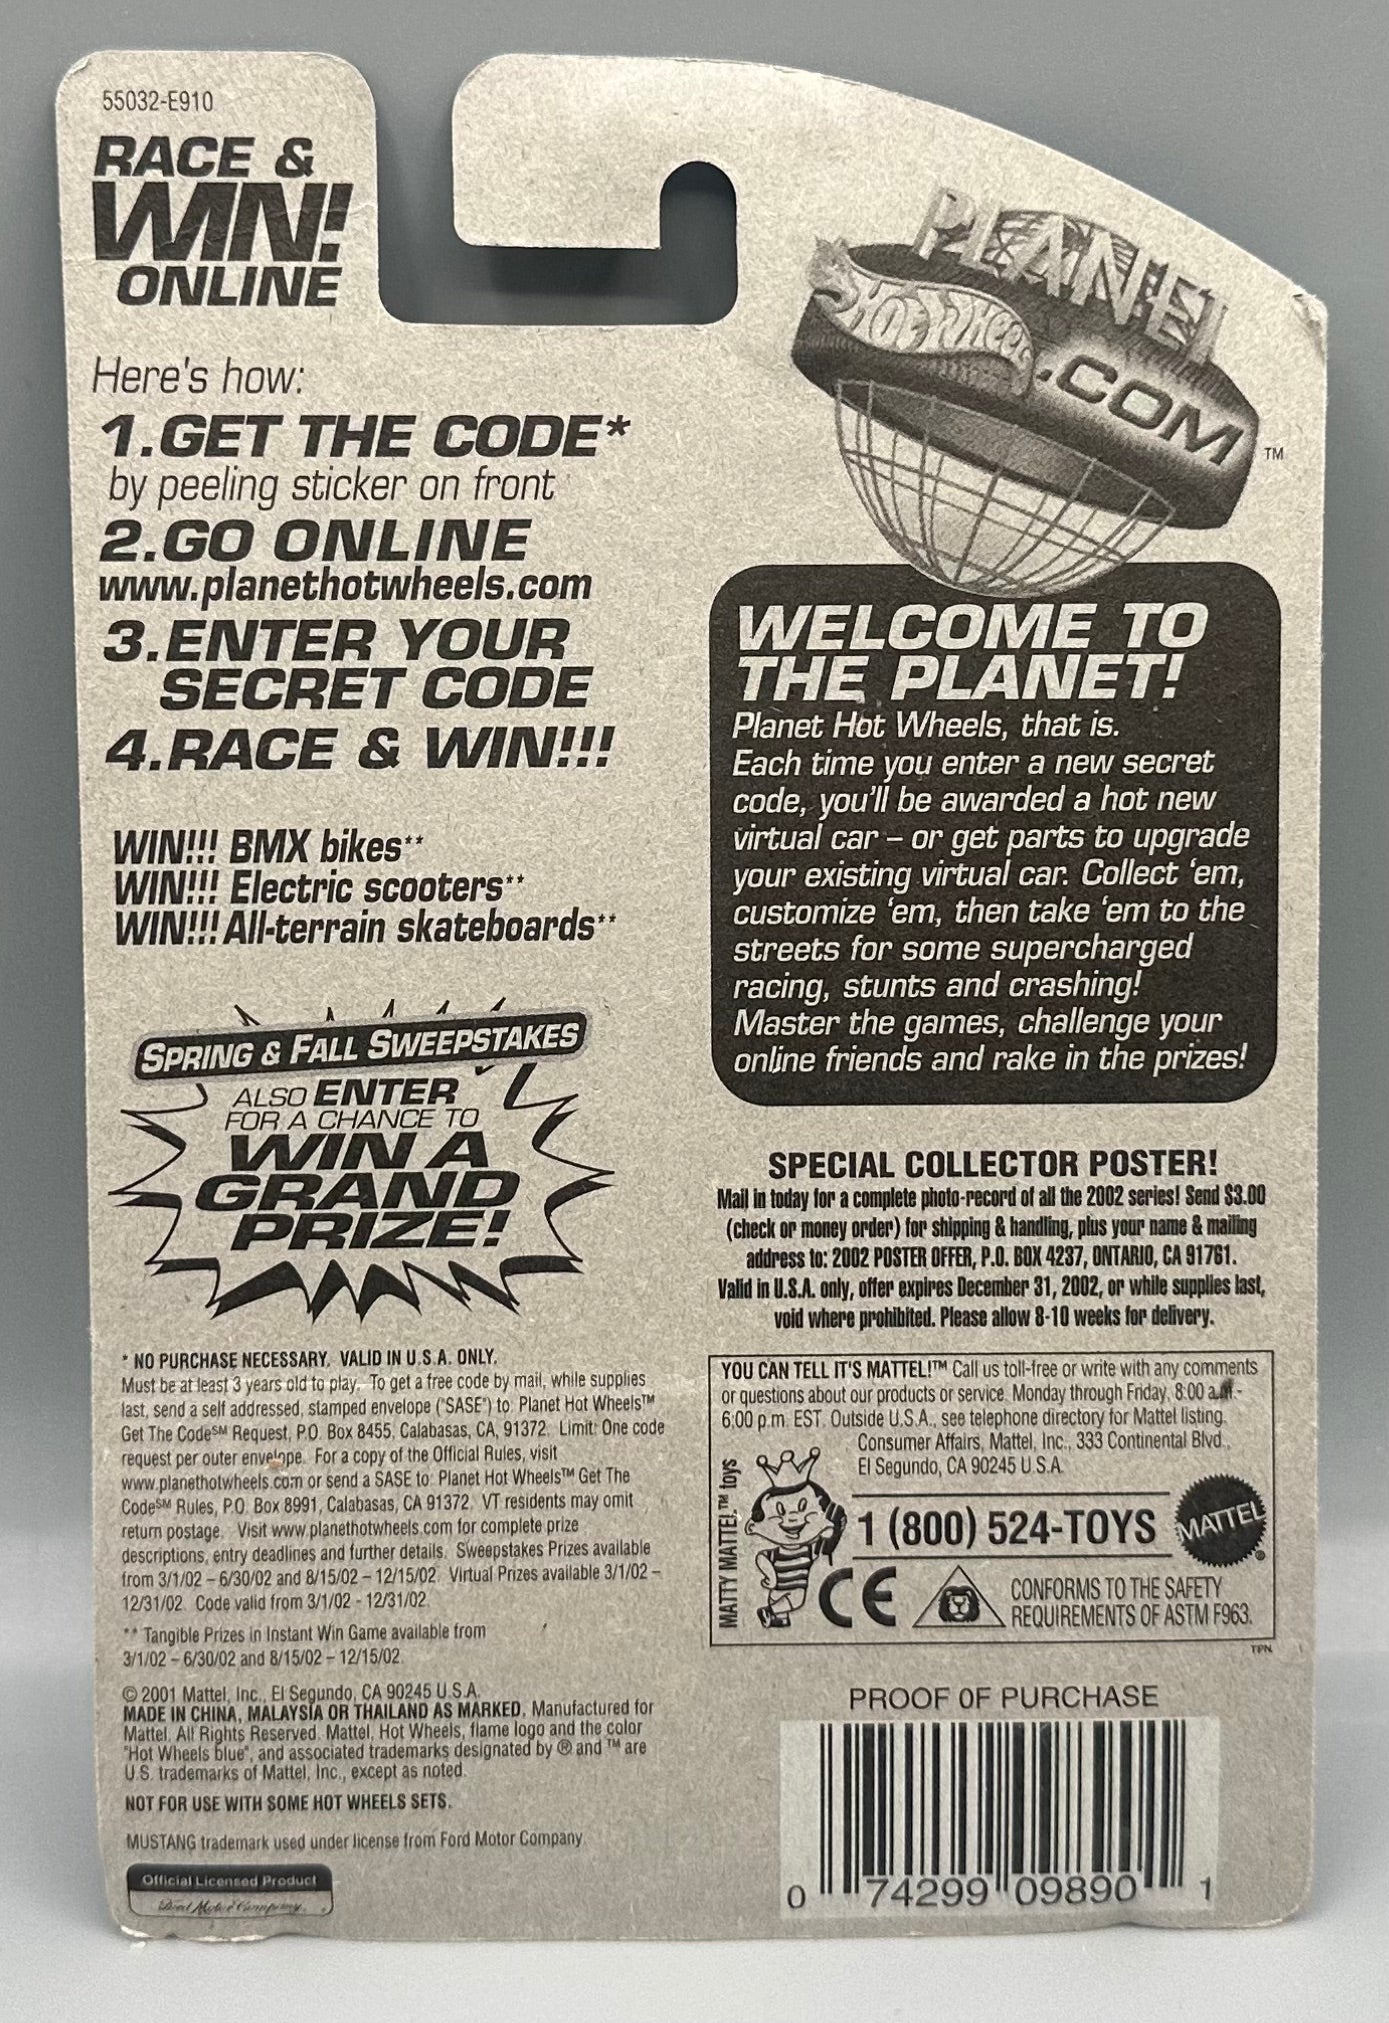 55032-E910
RACE &
WIN!
ONLINE
Here's how:
1.GET THE CODE*
by peeling sticker on front
2.GO ONLINE
www.planethotwheels.com
3.ENTER YOUR
SECRET CODE
4.RACE & WIN!!!
WIN!!! BMX bikes**
WIN!!! Electric scooters**
WIN!!! All-terrain skateboards**
SPRING & FALL SWEEPSTAKES
ALSO ENTER
FOR A CHANCE TO
WIN A
GRAND
PRIZE!
* NO PURCHASE NECESSARY. VALID IN U.S.A. ONLY.
Must be at least 3 years old to play. To get a free code by mail, while supplies
last, send a self addressed, stamped envelope ("SASE") to: Planet Hot Wheels™
Get The Code℠ Request, P.O. Box 8455, Calabasas, CA, 91372. Limit: One code
request per outer envelope. For a copy of the Official Rules, visit
www.planethotwheels.com or send a SASE to: Planet Hot Wheels™ Get The
Code℠ Rules, P.O. Box 8991, Calabasas, CA 91372. VT residents may omit
return postage. Visit www.planethotwheels.com for complete prize
descriptions, entry deadlines and further details. Sweepstakes Prizes available
from 3/1/02 – 6/30/02 and 8/15/02 – 12/15/02. Virtual Prizes available 3/1/02 –
12/31/02. Code valid from 3/1/02 - 12/31/02.
** Tangible Prizes in Instant Win Game available from
3/1/02 – 6/30/02 and 8/15/02 – 12/15/02.
© 2001 Mattel, Inc., El Segundo, CA 90245 U.S.A.
MADE IN CHINA, MALAYSIA OR THAILAND AS MARKED. Manufactured for
Mattel. All Rights Reserved. Mattel, Hot Wheels, flame logo and the color
"Hot Wheels blue", and associated trademarks designated by ® and ™ are
U.S. trademarks of Mattel, Inc., except as noted.
NOT FOR USE WITH SOME HOT WHEELS SETS.
MUSTANG trademark used under license from Ford Motor Company.
Official Licensed Product
Ford Motor Company
PLANET
HOT WHEELS
.COM
TM
WELCOME TO
THE PLANET!
Planet Hot Wheels, that is.
Each time you enter a new secret
code, you'll be awarded a hot new
virtual car – or get parts to upgrade
your existing virtual car. Collect 'em,
customize 'em, then take 'em to the
streets for some supercharged
racing, stunts and crashing!
Master the games, challenge your
online friends and rake in the prizes!
SPECIAL COLLECTOR POSTER!
Mail in today for a complete photo-record of all the 2002 series! Send $3.00
(check or money order) for shipping & handling, plus your name & mailing
address to: 2002 POSTER OFFER, P.O. BOX 4237, ONTARIO, CA 91761.
Valid in U.S.A. only, offer expires December 31, 2002, or while supplies last,
void where prohibited. Please allow 8-10 weeks for delivery.
YOU CAN TELL IT'S MATTEL!™ Call us toll-free or write with any comments
or questions about our products or service. Monday through Friday, 8:00 a.m.-
6:00 p.m. EST. Outside U.S.A., see telephone directory for Mattel listing.
Consumer Affairs, Mattel, Inc., 333 Continental Blvd.,
El Segundo, CA 90245 U.S.A.
MATTY MATTEL™ toys
1 (800) 524-TOYS
MATTEL®
CE
CONFORMS TO THE SAFETY
REQUIREMENTS OF ASTM F963.
TPN
PROOF OF PURCHASE
0 74299 09890 1